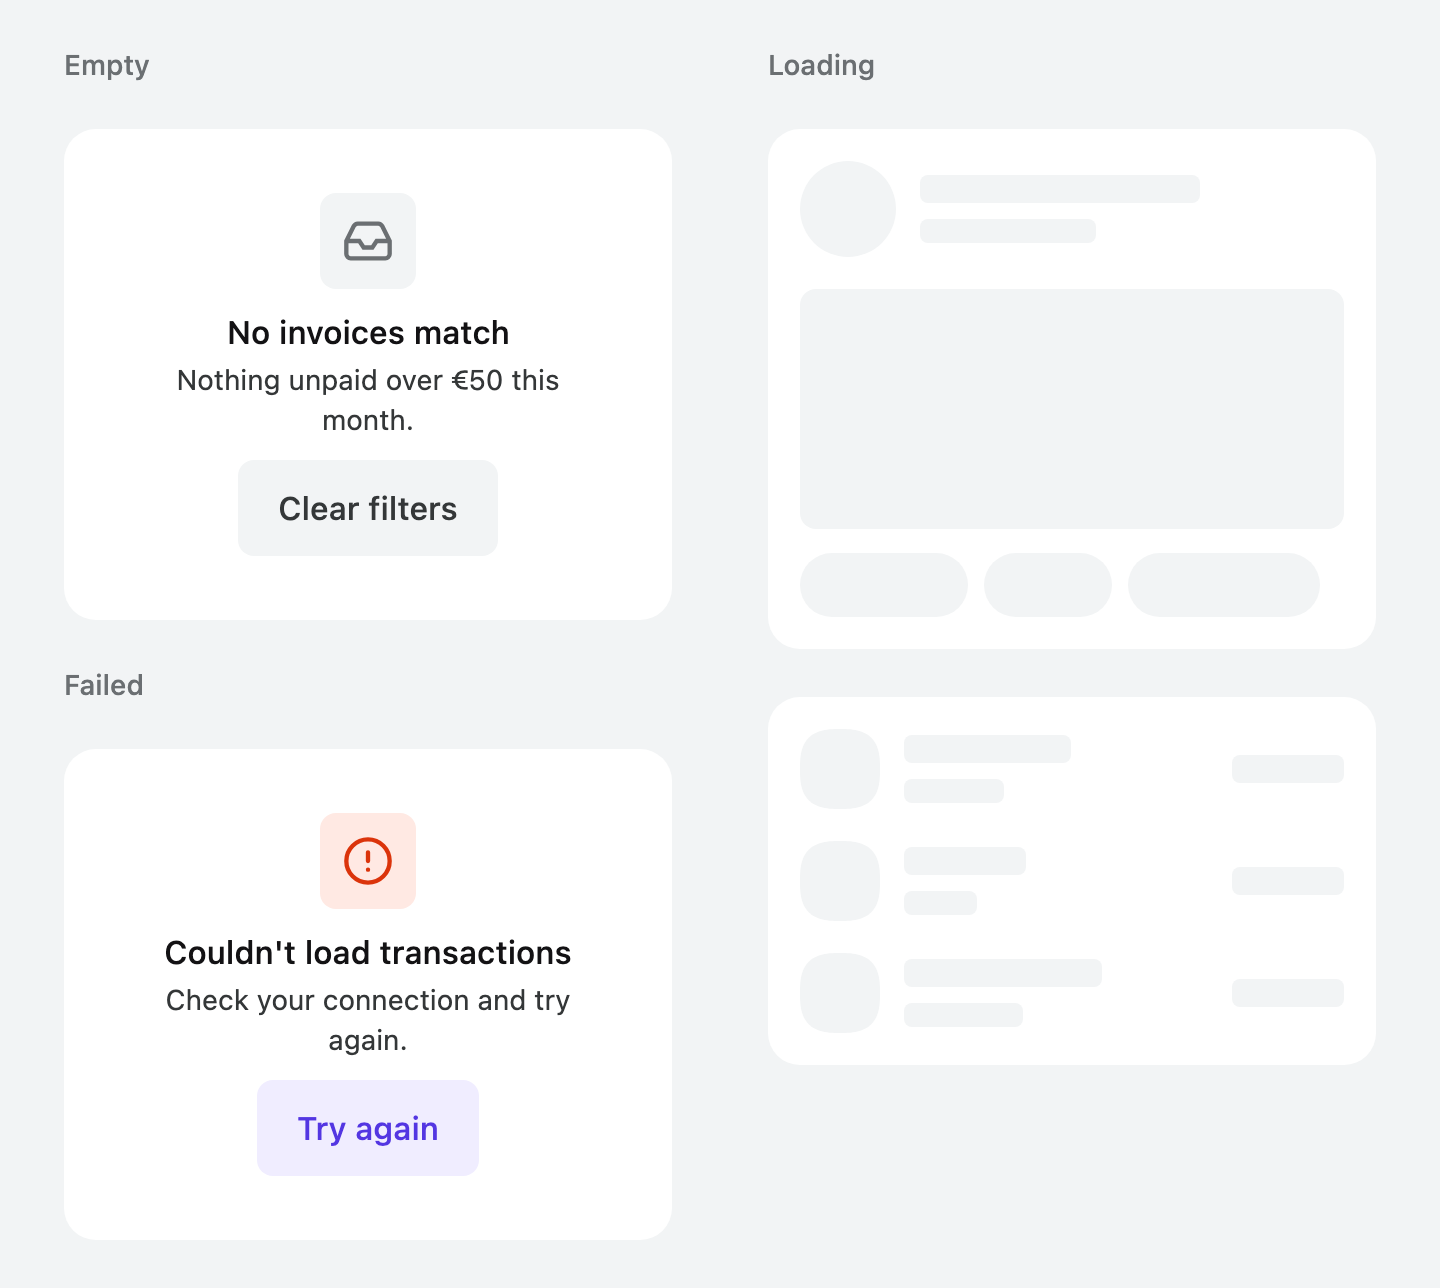 Empty
No invoices match
Nothing unpaid over €50 this
month.
Clear filters
Failed
Couldn't load transactions
Check your connection and try
again.
Try again
Loading